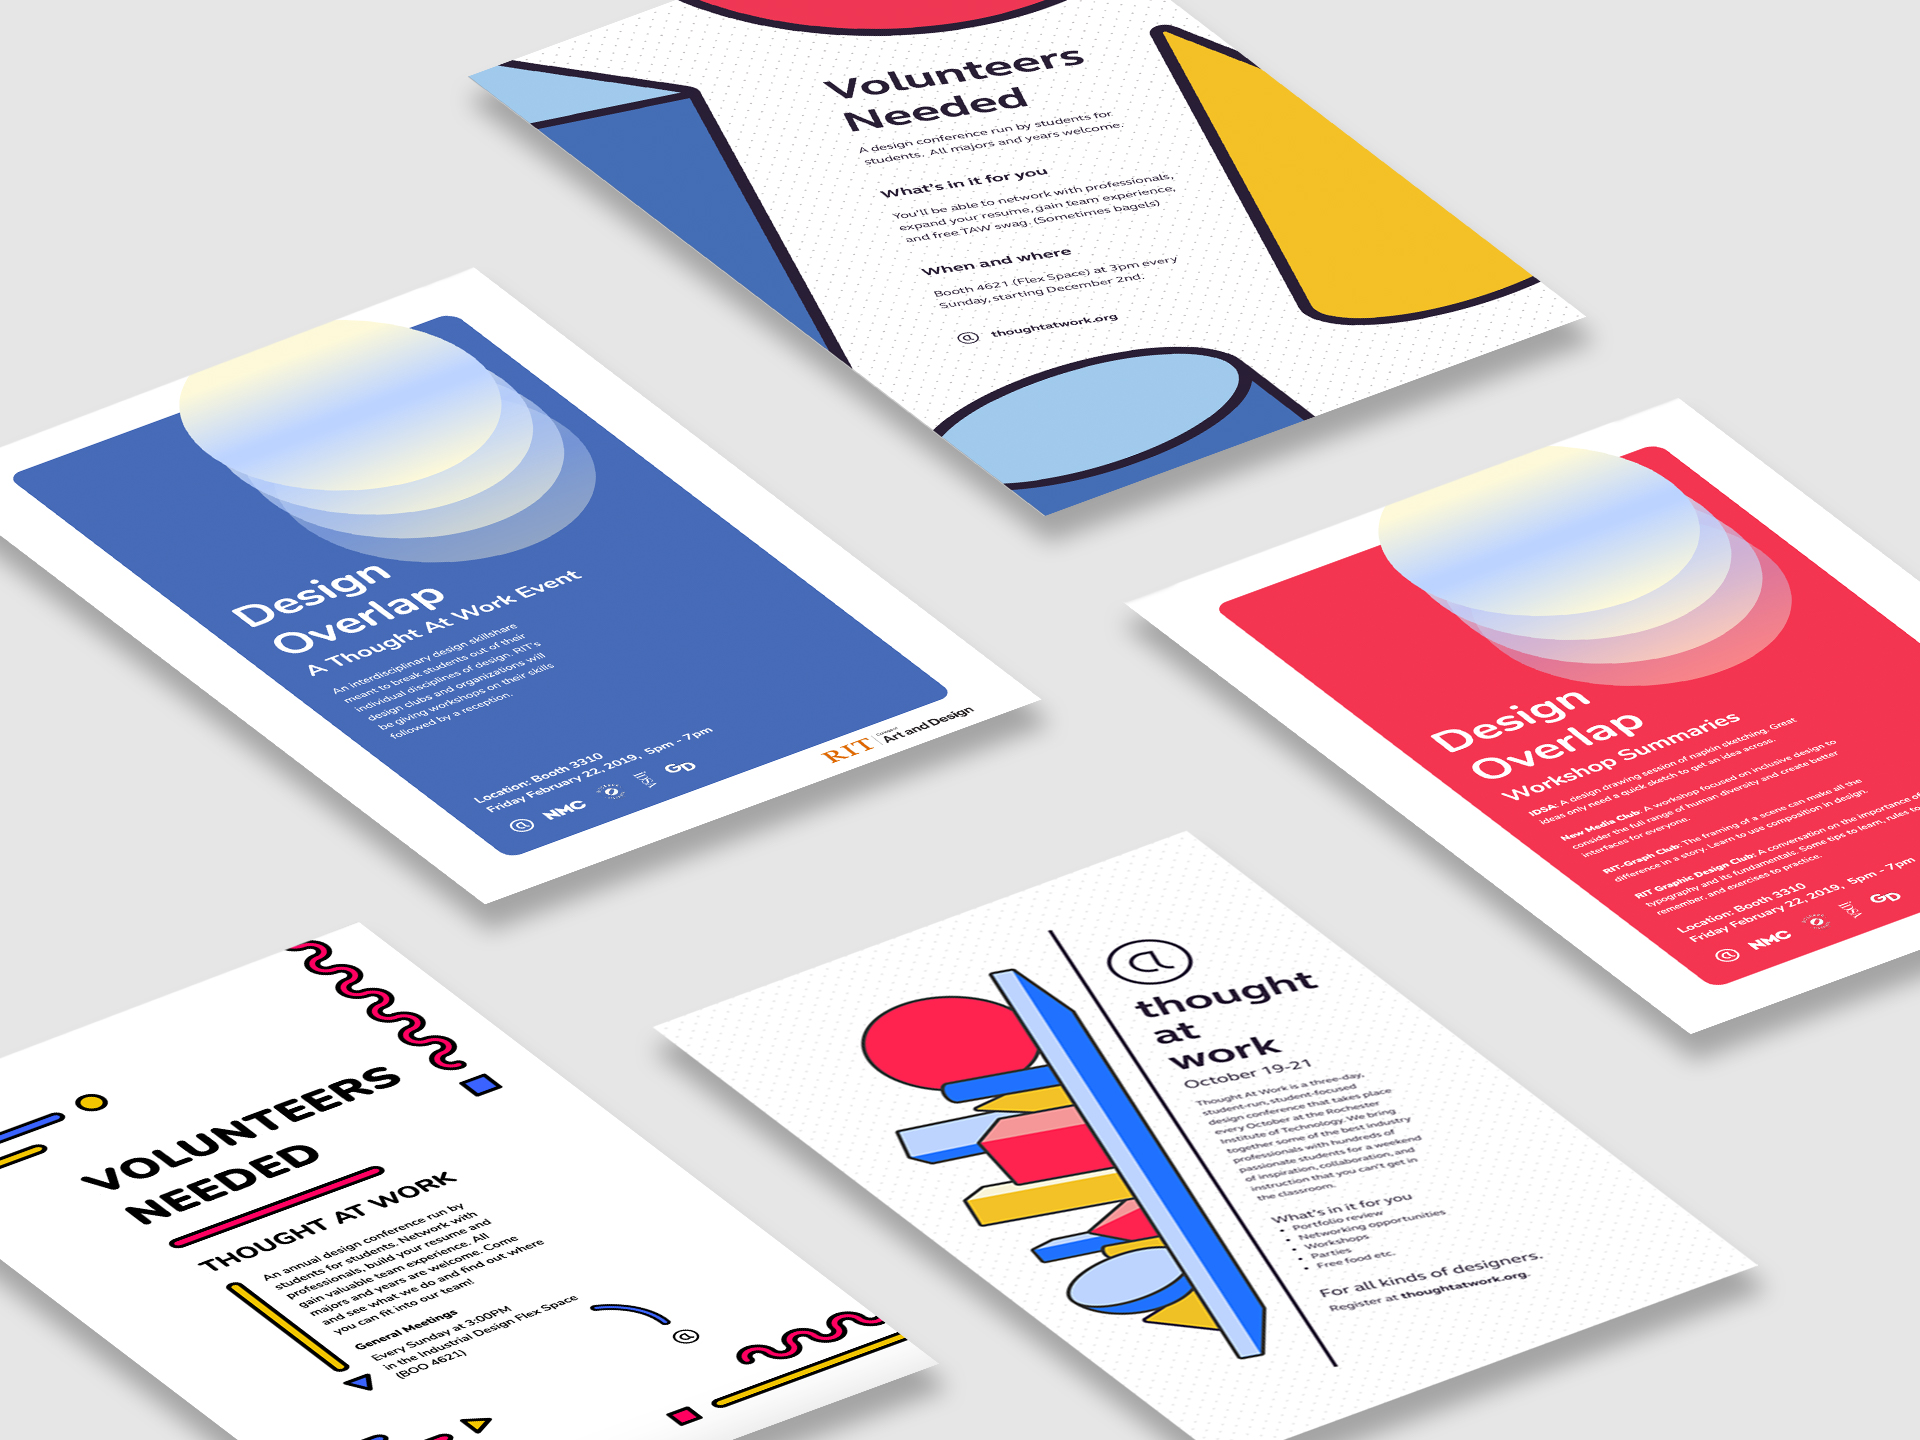 Volunteers
Needed
A design conference run by students for
students. All majors and years welcome.
What's in it for you
You'll be able to network with professionals,
expand your resume, gain team experience,
and free TAW swag. (Sometimes bagels)
When and where
Booth 4621 (Flex Space) at 3pm every
Sunday, starting December 2nd.
thoughtatwork.org
Design
Overlap
A Thought At Work Event
An interdisciplinary design skillshare
meant to break students out of their
individual disciplines of design. RIT's
design clubs and organizations will
be giving workshops on their skills
followed by a reception.
Location: Booth 3310
Friday February 22, 2019, 5pm - 7pm
NMC GD
RIT Art and Design
Design
Overlap
Workshop Summaries
IDSA: A design drawing session of napkin sketching. Great
ideas only need a quick sketch to get an idea across.
New Media Club: A workshop focused on inclusive design to
consider the full range of human diversity and create better
interfaces for everyone.
RIT-Graph Club: The framing of a scene can make all the
difference in a story. Learn to use composition in design.
RIT Graphic Design Club: A conversation on the importance of
typography and its fundamentals. Some tips to learn, rules to
remember, and exercises to practice.
Location: Booth 3310
Friday February 22, 2019, 5pm - 7pm
NMC GD
VOLUNTEERS
NEEDED
THOUGHT AT WORK
An annual design conference run by
students for students. Network with
professionals, build your resume and
gain valuable team experience. All
majors and years are welcome. Come
and see what we do and find out where
you can fit into our team!
General Meetings
Every Sunday at 3:00PM
in the Industrial Design Flex Space
(BOO 4621)
thought
at
work
October 19-21
Thought At Work is a three-day,
student-run, student-focused
design conference that takes place
every October at the Rochester
Institute of Technology. We bring
together some of the best industry
professionals with hundreds of
passionate students for a weekend
of inspiration, collaboration, and
instruction that you can't get in
the classroom.
What's in it for you
• Portfolio review
• Networking opportunities
• Workshops
• Parties
• Free food etc.
For all kinds of designers.
Register at thoughtatwork.org.